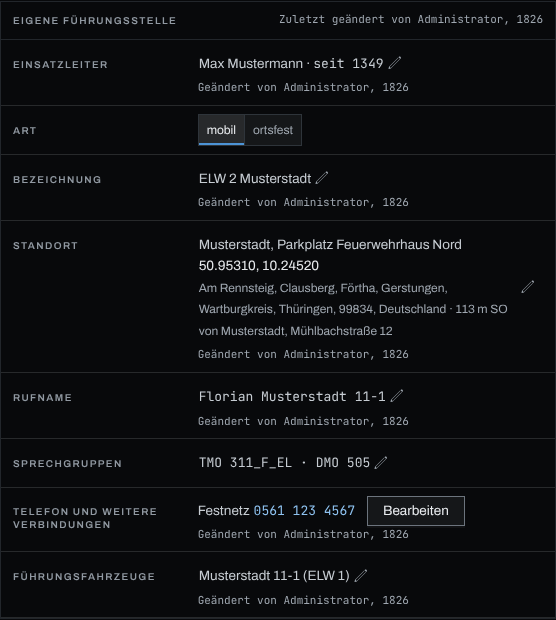 EIGENE FÜHRUNGSSTELLE Zuletzt geändert von Administrator, 1826
EINSATZLEITER Max Mustermann · seit 1349
Geändert von Administrator, 1826
ART mobil ortsfest
BEZEICHNUNG ELW 2 Musterstadt
Geändert von Administrator, 1826
STANDORT Musterstadt, Parkplatz Feuerwehrhaus Nord
50.95310, 10.24520
Am Rennsteig, Clausberg, Förtha, Gerstungen,
Wartburgkreis, Thüringen, 99834, Deutschland · 113 m SO
von Musterstadt, Mühlbachstraße 12
Geändert von Administrator, 1826
RUFNAME Florian Musterstadt 11-1
Geändert von Administrator, 1826
SPRECHGRUPPEN TMO 311_F_EL · DMO 505
TELEFON UND WEITERE
VERBINDUNGEN
Festnetz 0561 123 4567 Bearbeiten
Geändert von Administrator, 1826
FÜHRUNGSFAHRZEUGE Musterstadt 11-1 (ELW 1)
Geändert von Administrator, 1826